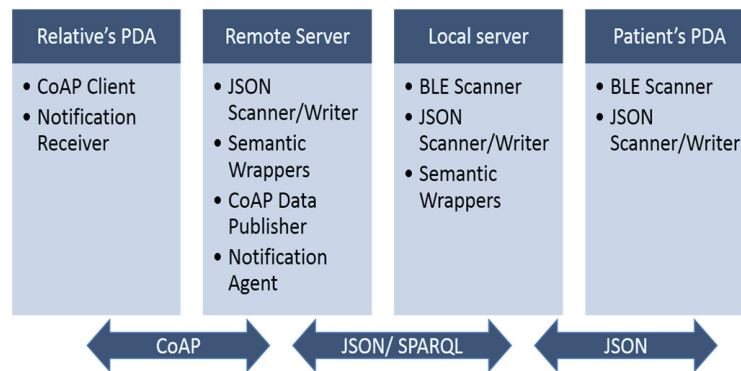 Relative's PDA
• CoAP Client
• Notification
Receiver
Remote Server
• JSON
Scanner/Writer
• Semantic
Wrappers
• CoAP Data
Publisher
• Notification
Agent
Local server
• BLE Scanner
• JSON
Scanner/Writer
• Semantic
Wrappers
Patient's PDA
• BLE Scanner
• JSON
Scanner/Writer
CoAP
JSON/ SPARQL
JSON